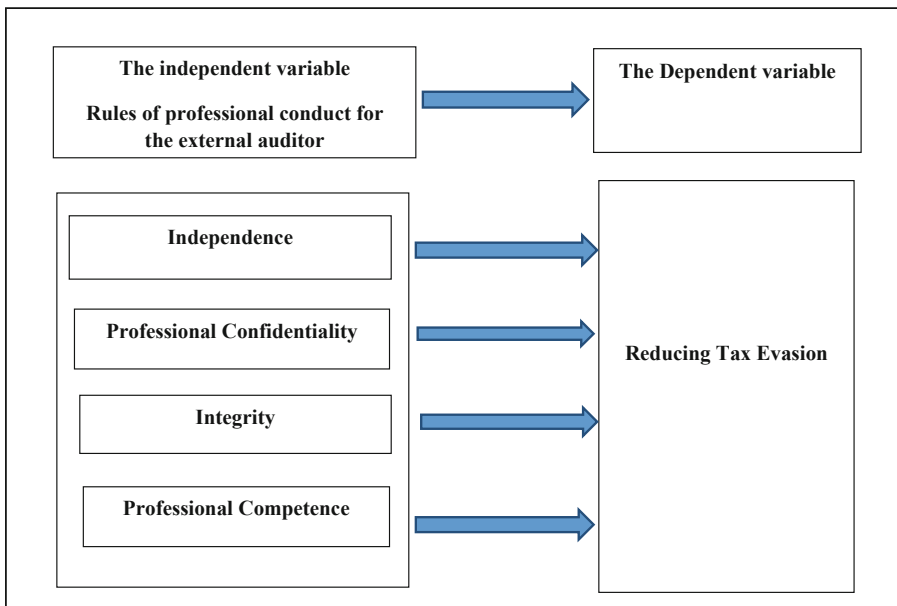 The independent variable
Rules of professional conduct for
the external auditor
The Dependent variable
Independence
Professional Confidentiality
Integrity
Professional Competence
Reducing Tax Evasion